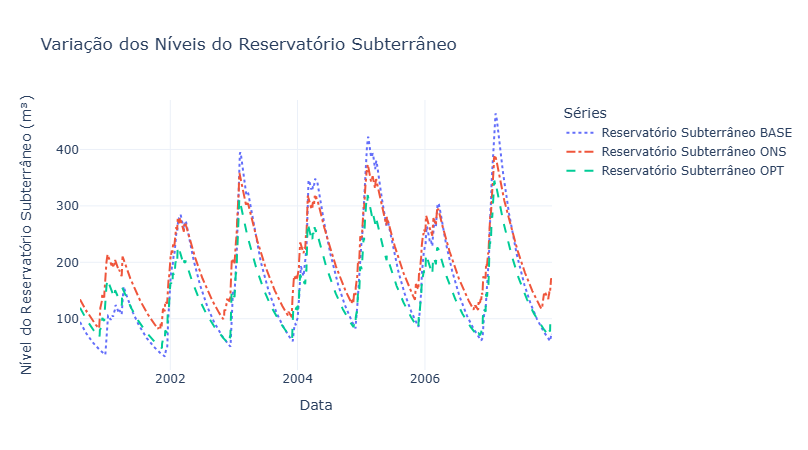 Variação dos Níveis do Reservatório Subterrâneo
Nível do Reservatório Subterrâneo (m³)
400
300
200
100
2002
2004
2006
Data
Séries
Reservatório Subterrâneo BASE
Reservatório Subterrâneo ONS
Reservatório Subterrâneo OPT